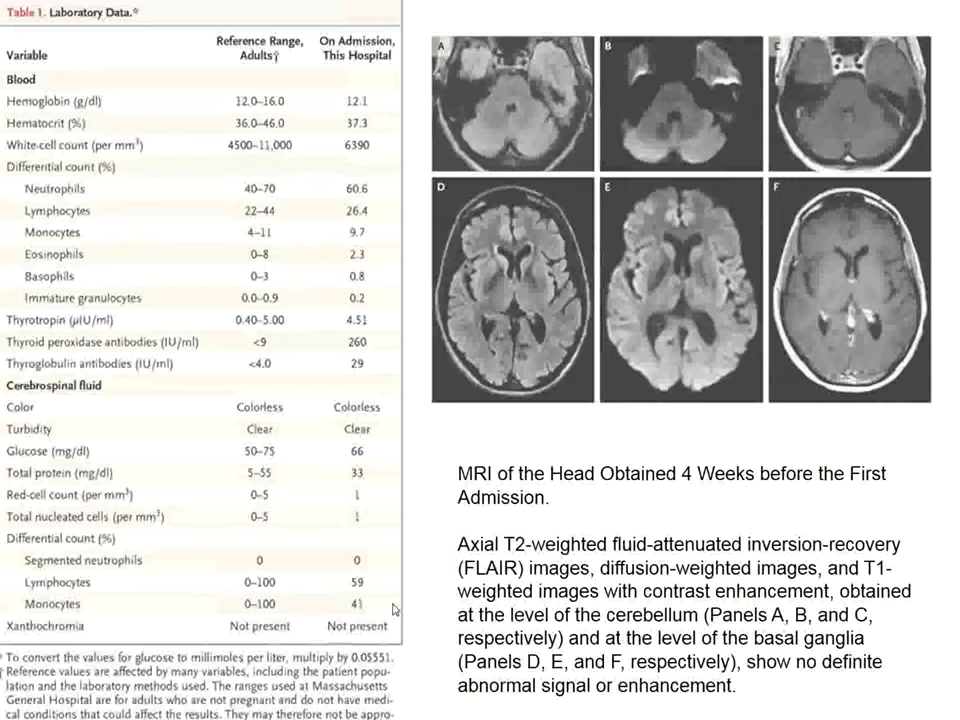 Table 1. Laboratory Data.*
Variable Reference Range, Adults† On Admission, This Hospital
Blood
Hemoglobin (g/dl) 12.0–16.0 12.1
Hematocrit (%) 36.0–46.0 37.3
White-cell count (per mm³) 4500–11,000 6390
Differential count (%)
Neutrophils 40–70 60.6
Lymphocytes 22–44 26.4
Monocytes 4–11 9.7
Eosinophils 0–8 2.3
Basophils 0–3 0.8
Immature granulocytes 0.0–0.9 0.2
Thyrotropin (μIU/ml) 0.40–5.00 4.51
Thyroid peroxidase antibodies (IU/ml) <9 260
Thyroglobulin antibodies (IU/ml) <4.0 29
Cerebrospinal fluid
Color Colorless Colorless
Turbidity Clear Clear
Glucose (mg/dl) 50–75 66
Total protein (mg/dl) 5–55 33
Red-cell count (per mm³) 0–5 1
Total nucleated cells (per mm³) 0–5 1
Differential count (%)
Segmented neutrophils 0 0
Lymphocytes 0–100 59
Monocytes 0–100 41
Xanthochromia Not present Not present
* To convert the values for glucose to millimoles per liter, multiply by 0.05551.
† Reference values are affected by many variables, including the patient popu-
lation and the laboratory methods used. The ranges used at Massachusetts
General Hospital are for adults who are not pregnant and do not have medi-
cal conditions that could affect the results. They may therefore not be appro-
A B C
D E F
MRI of the Head Obtained 4 Weeks before the First
Admission.
Axial T2-weighted fluid-attenuated inversion-recovery
(FLAIR) images, diffusion-weighted images, and T1-
weighted images with contrast enhancement, obtained
at the level of the cerebellum (Panels A, B, and C,
respectively) and at the level of the basal ganglia
(Panels D, E, and F, respectively), show no definite
abnormal signal or enhancement.